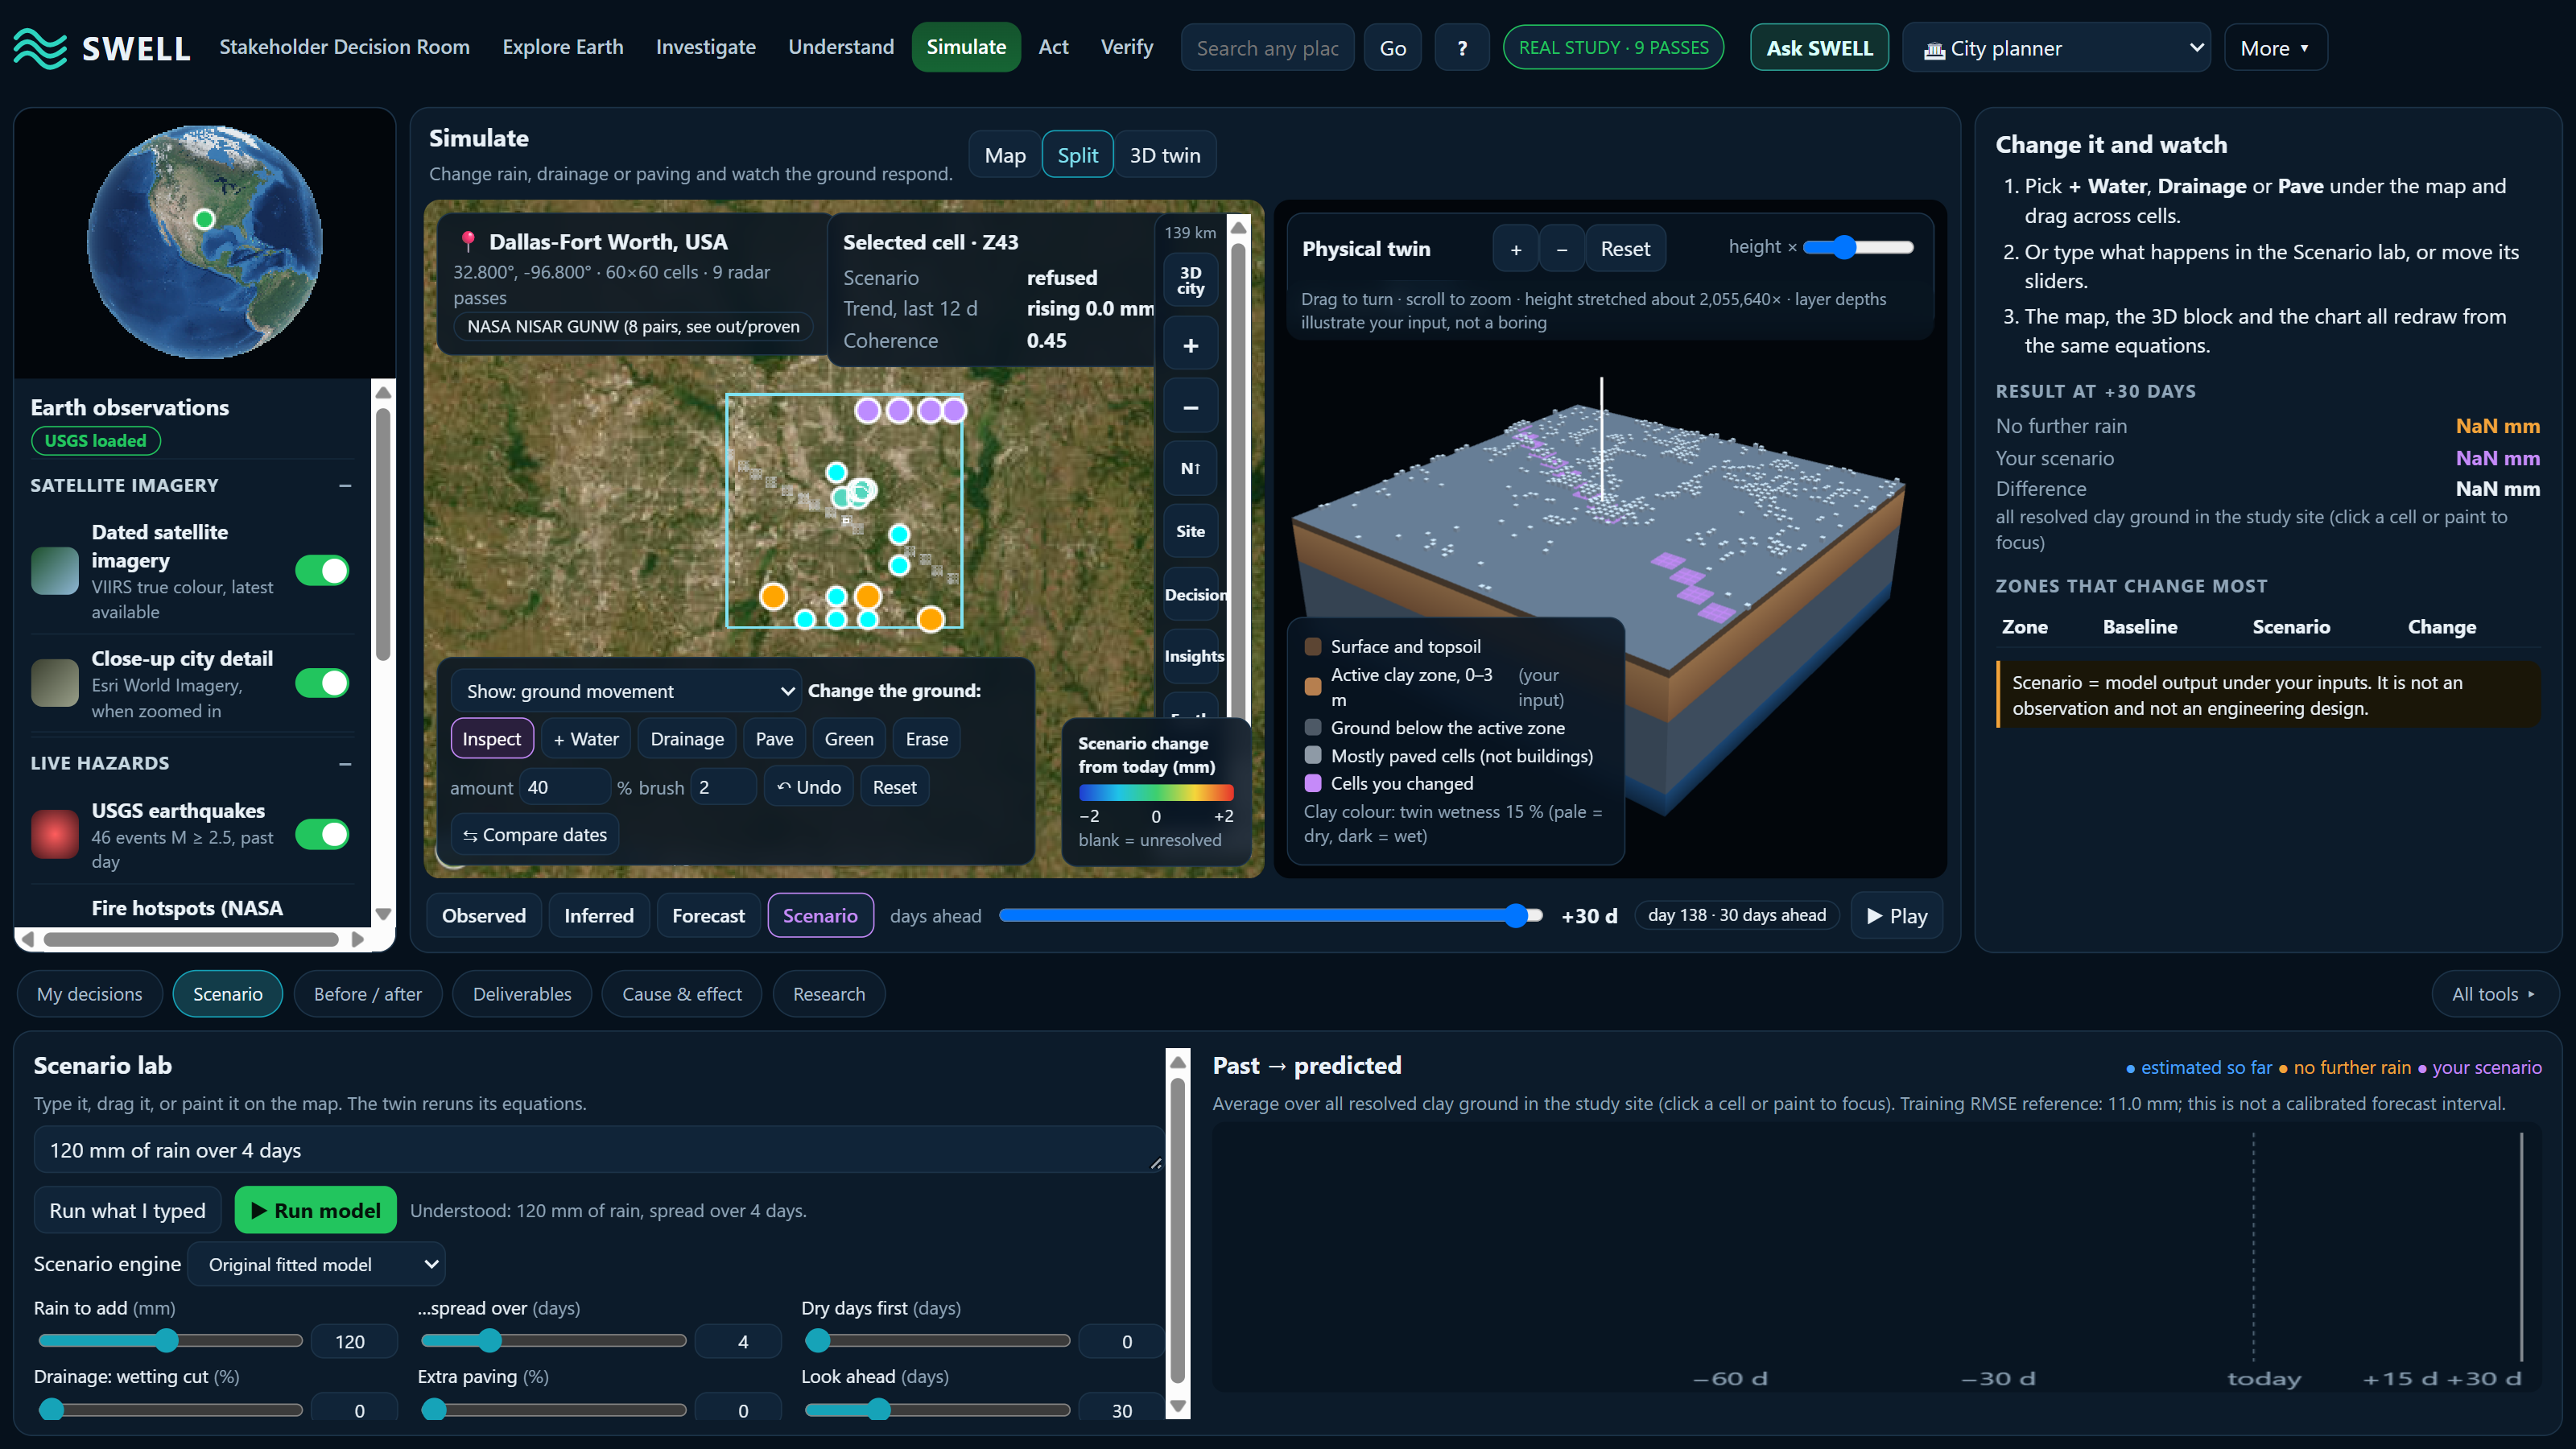 SWELL
Stakeholder Decision Room
Explore Earth
Investigate
Understand
Simulate
Act
Verify
Search any plac
Go
?
REAL STUDY · 9 PASSES
Ask SWELL
City planner
More ▾
Earth observations
USGS loaded
SATELLITE IMAGERY
Dated satellite
imagery
VIIRS true colour, latest
available
Close-up city detail
Esri World Imagery,
when zoomed in
LIVE HAZARDS
USGS earthquakes
46 events M ≥ 2.5, past
day
Fire hotspots (NASA
Simulate
Change rain, drainage or paving and watch the ground respond.
Map
Split
3D twin
Dallas-Fort Worth, USA
32.800°, -96.800° · 60×60 cells · 9 radar
passes
NASA NISAR GUNW (8 pairs, see out/proven
Selected cell · Z43
Scenario refused
Trend, last 12 d rising 0.0 mm
Coherence 0.45
139 km
3D
city
+
−
N↑
Site
Decision
Insights
Show: ground movement
Change the ground:
Inspect
+ Water
Drainage
Pave
Green
Erase
amount 40 % brush 2
↶ Undo
Reset
⇆ Compare dates
Scenario change
from today (mm)
−2 0 +2
blank = unresolved
Physical twin
+
−
Reset
height ×
Drag to turn · scroll to zoom · height stretched about 2,055,640× · layer depths
illustrate your input, not a boring
Surface and topsoil
Active clay zone, 0–3 (your
m input)
Ground below the active zone
Mostly paved cells (not buildings)
Cells you changed
Clay colour: twin wetness 15 % (pale =
dry, dark = wet)
Observed
Inferred
Forecast
Scenario
days ahead
+30 d
day 138 · 30 days ahead
▶ Play
Change it and watch
1. Pick + Water, Drainage or Pave under the map and
drag across cells.
2. Or type what happens in the Scenario lab, or move its
sliders.
3. The map, the 3D block and the chart all redraw from
the same equations.
RESULT AT +30 DAYS
No further rain NaN mm
Your scenario NaN mm
Difference NaN mm
all resolved clay ground in the study site (click a cell or paint to
focus)
ZONES THAT CHANGE MOST
Zone Baseline Scenario Change
Scenario = model output under your inputs. It is not an
observation and not an engineering design.
My decisions
Scenario
Before / after
Deliverables
Cause & effect
Research
All tools ▸
Scenario lab
Type it, drag it, or paint it on the map. The twin reruns its equations.
120 mm of rain over 4 days
Run what I typed
▶ Run model
Understood: 120 mm of rain, spread over 4 days.
Scenario engine
Original fitted model
Rain to add (mm)
120
...spread over (days)
4
Dry days first (days)
0
Drainage: wetting cut (%)
0
Extra paving (%)
0
Look ahead (days)
30
Past → predicted
● estimated so far ● no further rain ● your scenario
Average over all resolved clay ground in the study site (click a cell or paint to focus). Training RMSE reference: 11.0 mm; this is not a calibrated forecast interval.
−60 d −30 d today +15 d +30 d